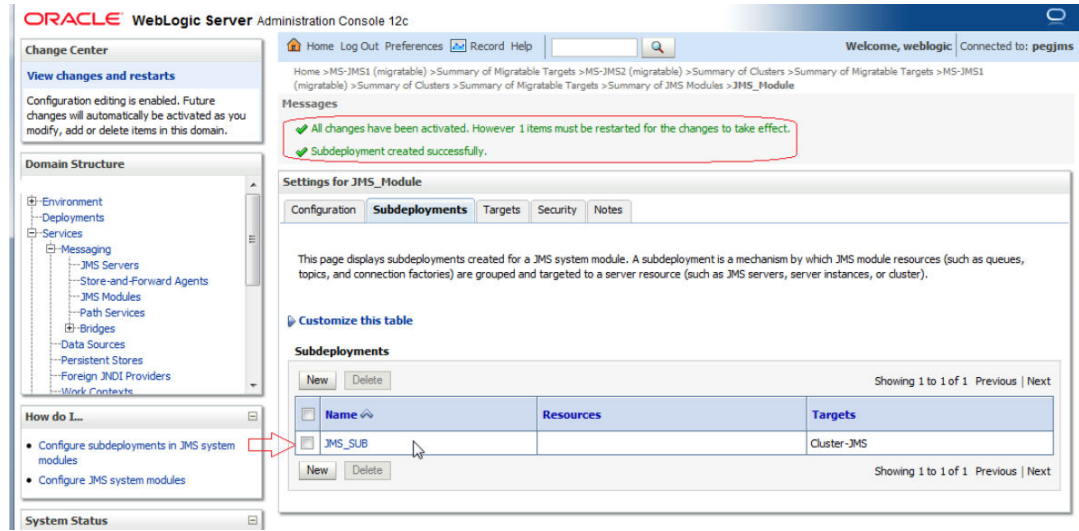 ORACLE WebLogic Server Administration Console 12c
Change Center
View changes and restarts
Configuration editing is enabled. Future
changes will automatically be activated as you
modify, add or delete items in this domain.
Domain Structure
Environment
Deployments
Services
Messaging
JMS Servers
Store-and-Forward Agents
JMS Modules
Path Services
Bridges
Data Sources
Persistent Stores
Foreign JNDI Providers
Work Contexts
How do I...
Configure subdeployments in JMS system
modules
Configure JMS system modules
System Status
Home Log Out Preferences Record Help
Welcome, weblogic Connected to: pegjms
Home >MS-JMS1 (migratable) >Summary of Migratable Targets >MS-JMS2 (migratable) >Summary of Clusters >Summary of Migratable Targets >MS-JMS1
(migratable) >Summary of Clusters >Summary of Migratable Targets >Summary of JMS Modules >JMS_Module
Messages
All changes have been activated. However 1 items must be restarted for the changes to take effect.
Subdeployment created successfully.
Settings for JMS_Module
Configuration Subdeployments Targets Security Notes
This page displays subdeployments created for a JMS system module. A subdeployment is a mechanism by which JMS module resources (such as queues,
topics, and connection factories) are grouped and targeted to a server resource (such as JMS servers, server instances, or cluster).
Customize this table
Subdeployments
New Delete Showing 1 to 1 of 1 Previous | Next
Name Resources Targets
JMS_SUB Cluster-JMS
New Delete Showing 1 to 1 of 1 Previous | Next